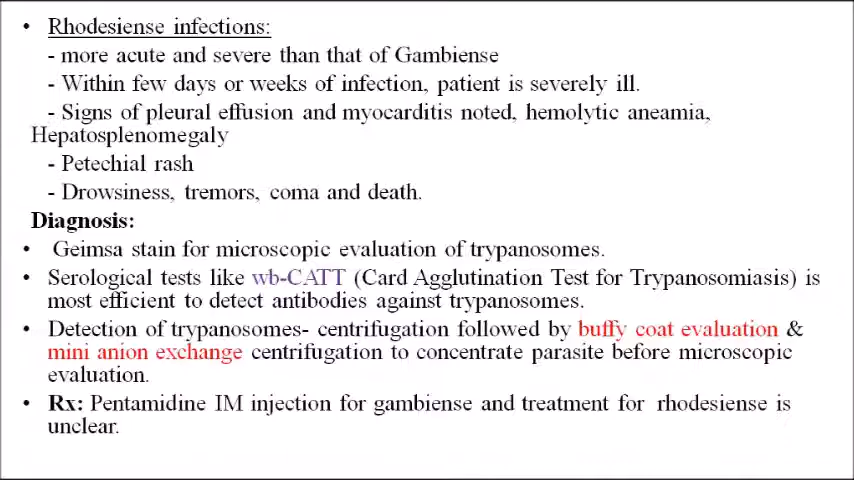 • Rhodesiense infections:
- more acute and severe than that of Gambiense
- Within few days or weeks of infection, patient is severely ill.
- Signs of pleural effusion and myocarditis noted, hemolytic aneamia,
Hepatosplenomegaly
- Petechial rash
- Drowsiness, tremors, coma and death.
Diagnosis:
• Geimsa stain for microscopic evaluation of trypanosomes.
• Serological tests like wb-CATT (Card Agglutination Test for Trypanosomiasis) is
most efficient to detect antibodies against trypanosomes.
• Detection of trypanosomes- centrifugation followed by buffy coat evaluation &
mini anion exchange centrifugation to concentrate parasite before microscopic
evaluation.
• Rx: Pentamidine IM injection for gambiense and treatment for rhodesiense is
unclear.